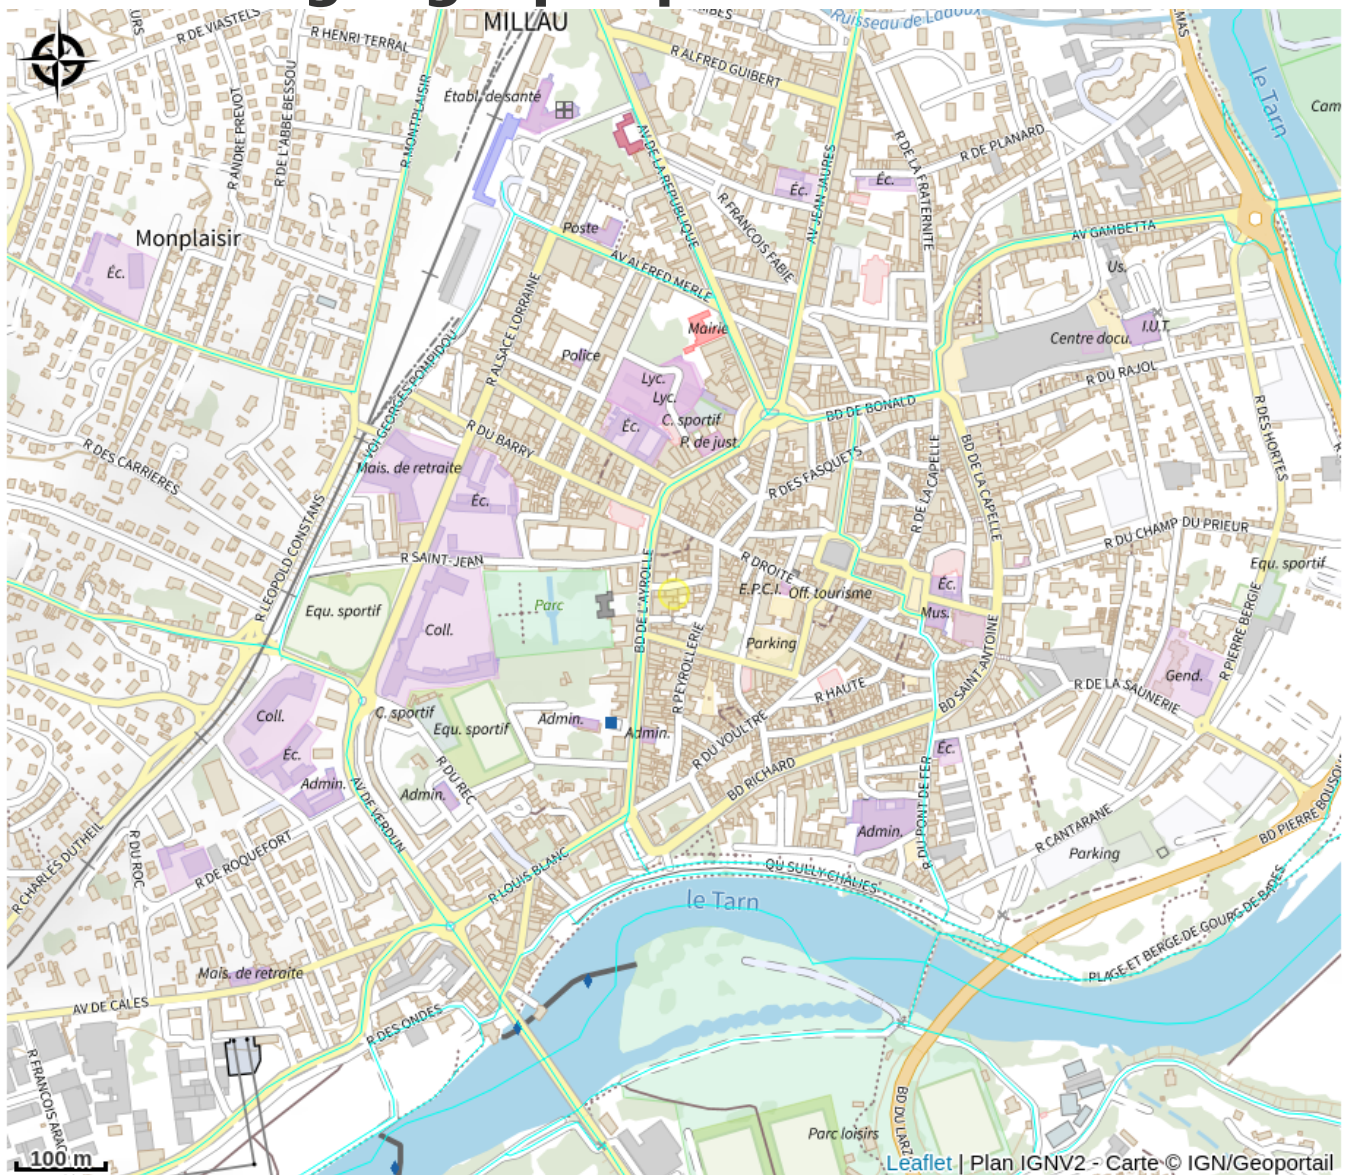 MILLAU
Ruisseau de Ladoux
R DE VIASTELS
R HENRI TERRAL
R ALFRED GUIBERT
le Tarn
Établ. de santé
R ANDRE PREVOT
R DE L'ABBE BESSOU
R MONTPLAISIR
AV DE LA REPUBLIQUE
R DE LA FRATERNITE
R DE PLANARD
Éc.
Éc.
AV JEAN JAURES
R FRANCOIS FABIE
Monplaisir
Poste
AV GAMBETTA
Éc.
AV ALFRED MERLE
Us.
R ALSACE LORRAINE
Mairie
I.U.T.
Centre docu.
Police
VOI GEORGES POMPIDOU
Lyc.
Lyc.
R DU RAJOL
BD DE BONALD
C. sportif
Éc.
P. de just.
R DES HORTES
R DU BARRY
R DES CARRIERES
Mais. de retraite
R DES FASQUETS
R DE LA CAPELLE
BD DE LA CAPELLE
Éc.
R LEOPOLD CONSTANS
R DU CHAMP DU PRIEUR
R SAINT-JEAN
R DROITE
Equ. sportif
E.P.C.I.
Off. tourisme
Éc.
Equ. sportif
Parc
Mus.
Coll.
BD DE L'AYROLLE
Parking
R PEYROLLERIE
BD SAINT-ANTOINE
R PIERRE BERGIE
Gend.
R HAUTE
R DE LA SAUNERIE
Coll.
C. sportif
Equ. sportif
Admin.
Admin.
R DU VOULTRE
Éc.
Éc.
BD RICHARD
R DU REC
Admin.
Admin.
AV DE VERDUN
R DU PONT DE FER
Admin.
R CANTARANE
BD PIERRE BOUSQU
R CHARLES DUTHEIL
R DU ROC
R DE ROQUEFORT
Parking
R LOUIS BLANC
QU SULLY-CHALIES
le Tarn
PLAGE ET BERGE DE GOURG DE BADES
Mais. de retraite
AV DE CALES
R DES ONDES
R FRANCOIS ARAG
BD DU LARZ
Parc loisirs
100 m
Leaflet | Plan IGNV2 - Carte © IGN/Geoportail